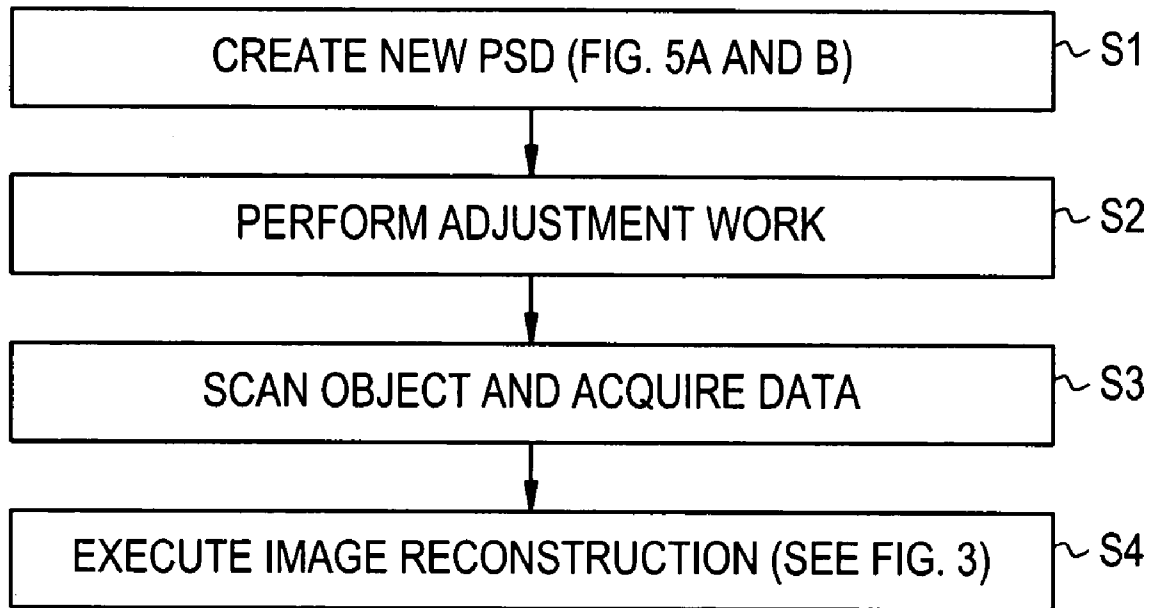 CREATE NEW PSD (FIG. 5A AND B)
S1
PERFORM ADJUSTMENT WORK
S2
SCAN OBJECT AND ACQUIRE DATA
S3
EXECUTE IMAGE RECONSTRUCTION (SEE FIG. 3)
S4